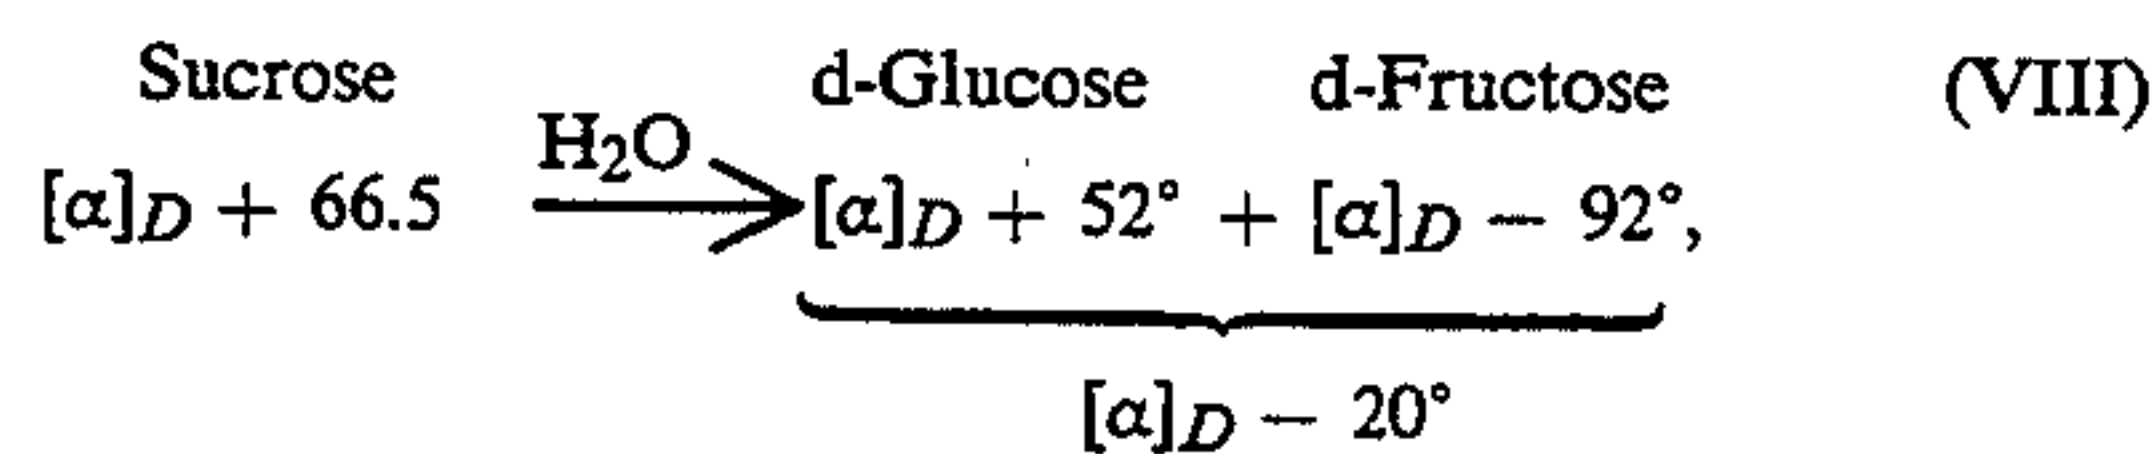 Sucrose d-Glucose d-Fructose (VIII)
H₂O
[α]D + 66.5 [α]D + 52° + [α]D − 92°,
[α]D − 20°